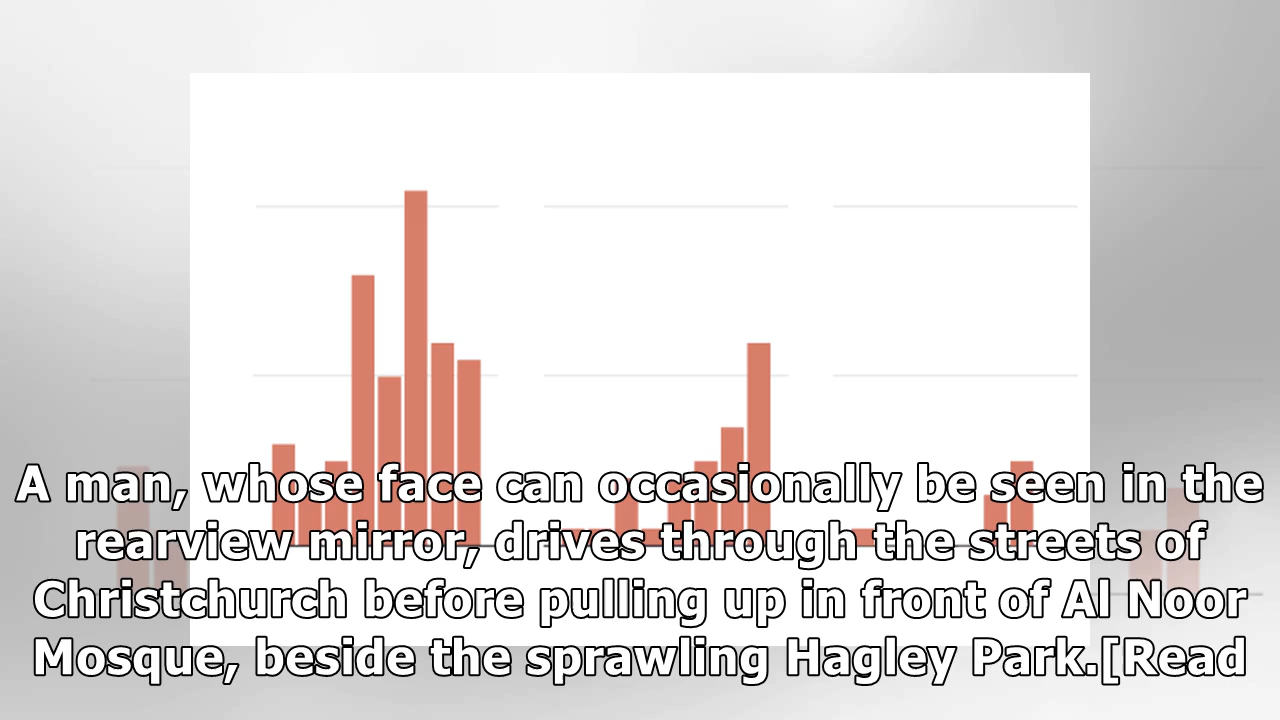 A man, whose face can occasionally be seen in the
rearview mirror, drives through the streets of
Christchurch before pulling up in front of Al Noor
Mosque, beside the sprawling Hagley Park.[Read